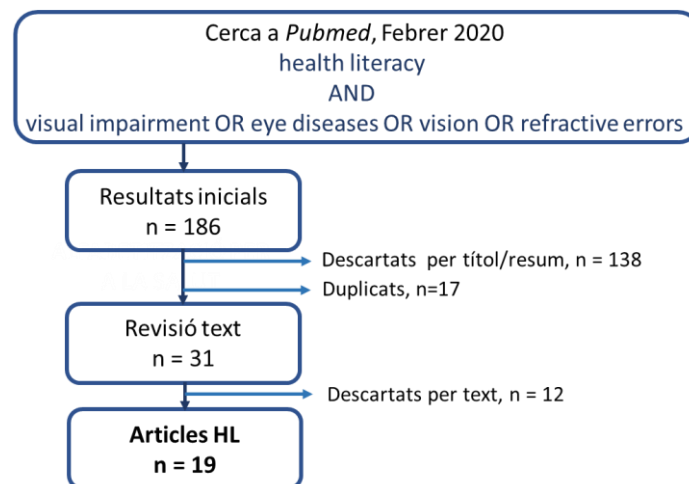 Cerca a Pubmed, Febrer 2020
health literacy
AND
visual impairment OR eye diseases OR vision OR refractive errors
Resultats inicials
n = 186
Descartats per títol/resum, n = 138
Duplicats, n=17
Revisió text
n = 31
Descartats per text, n = 12
Articles HL
n = 19